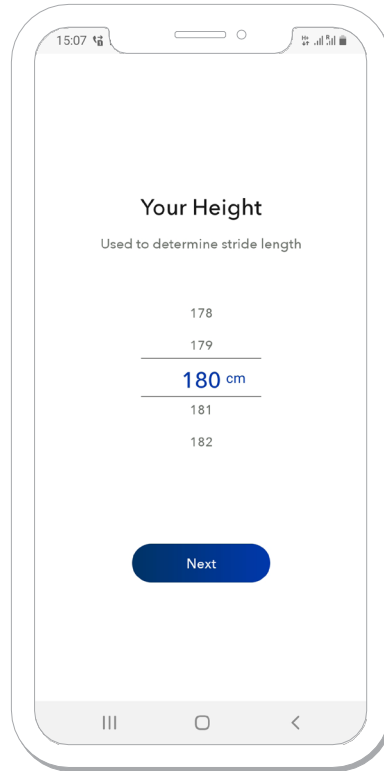 15:07
Your Height
Used to determine stride length
178
179
180 cm
181
182
Next